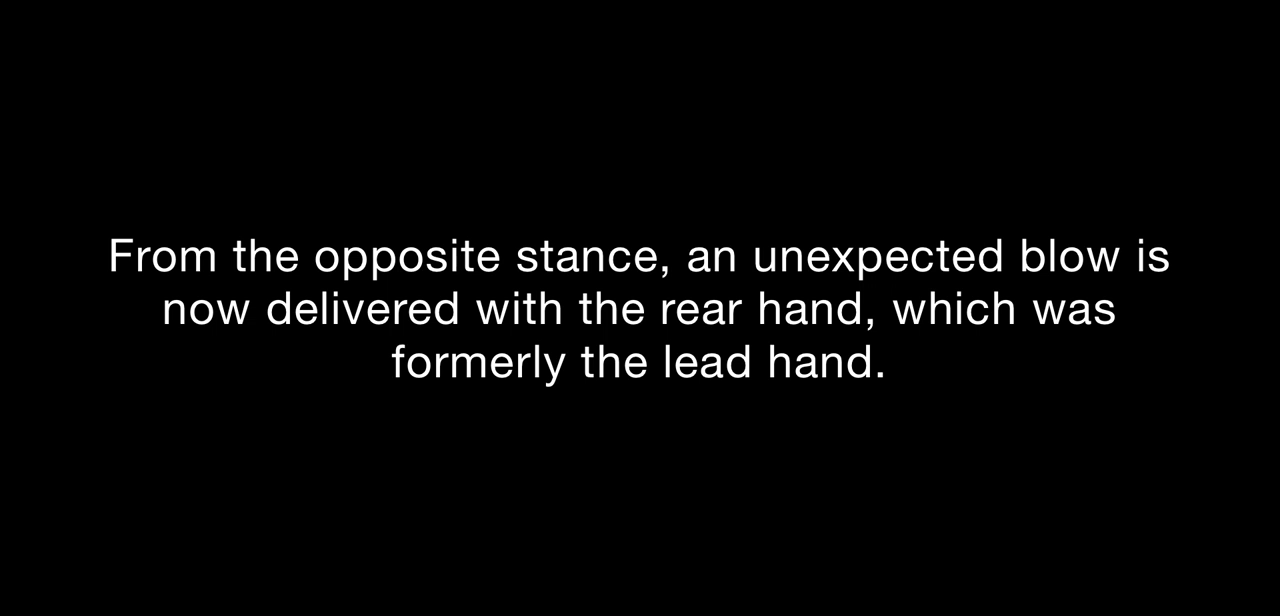 From the opposite stance, an unexpected blow is
now delivered with the rear hand, which was
formerly the lead hand.